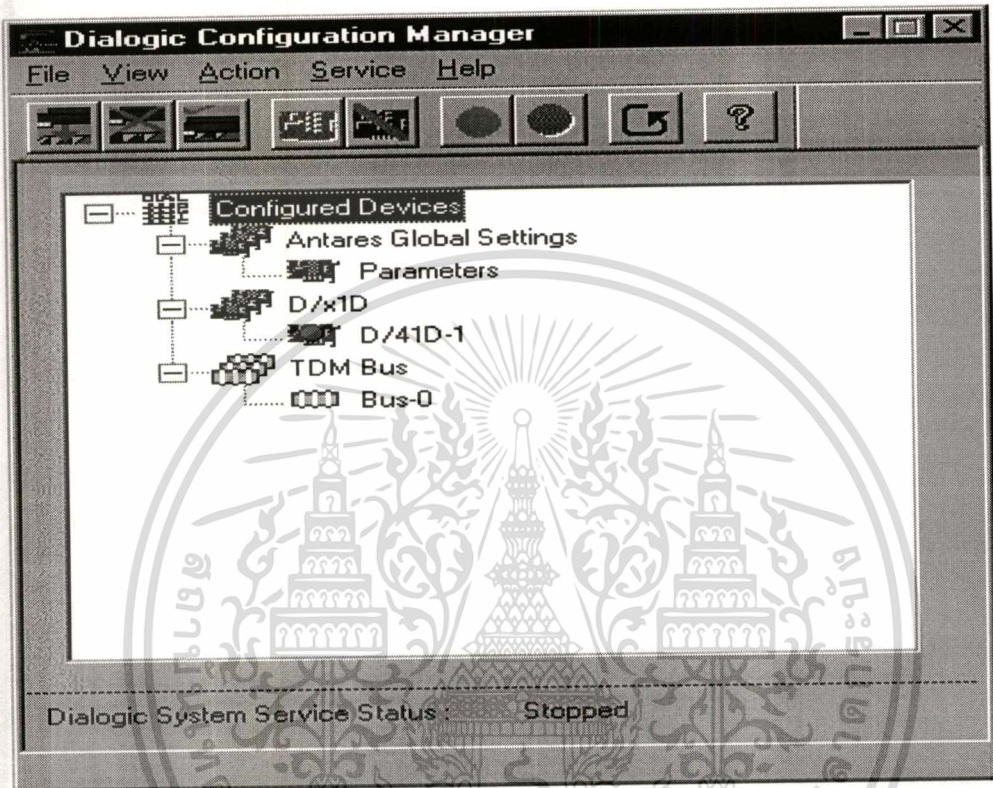 Dialogic Configuration Manager
File View Action Service Help
Configured Devices
Antares Global Settings
Parameters
D/x1D
D/41D-1
TDM Bus
Bus-0
Dialogic System Service Status : Stopped